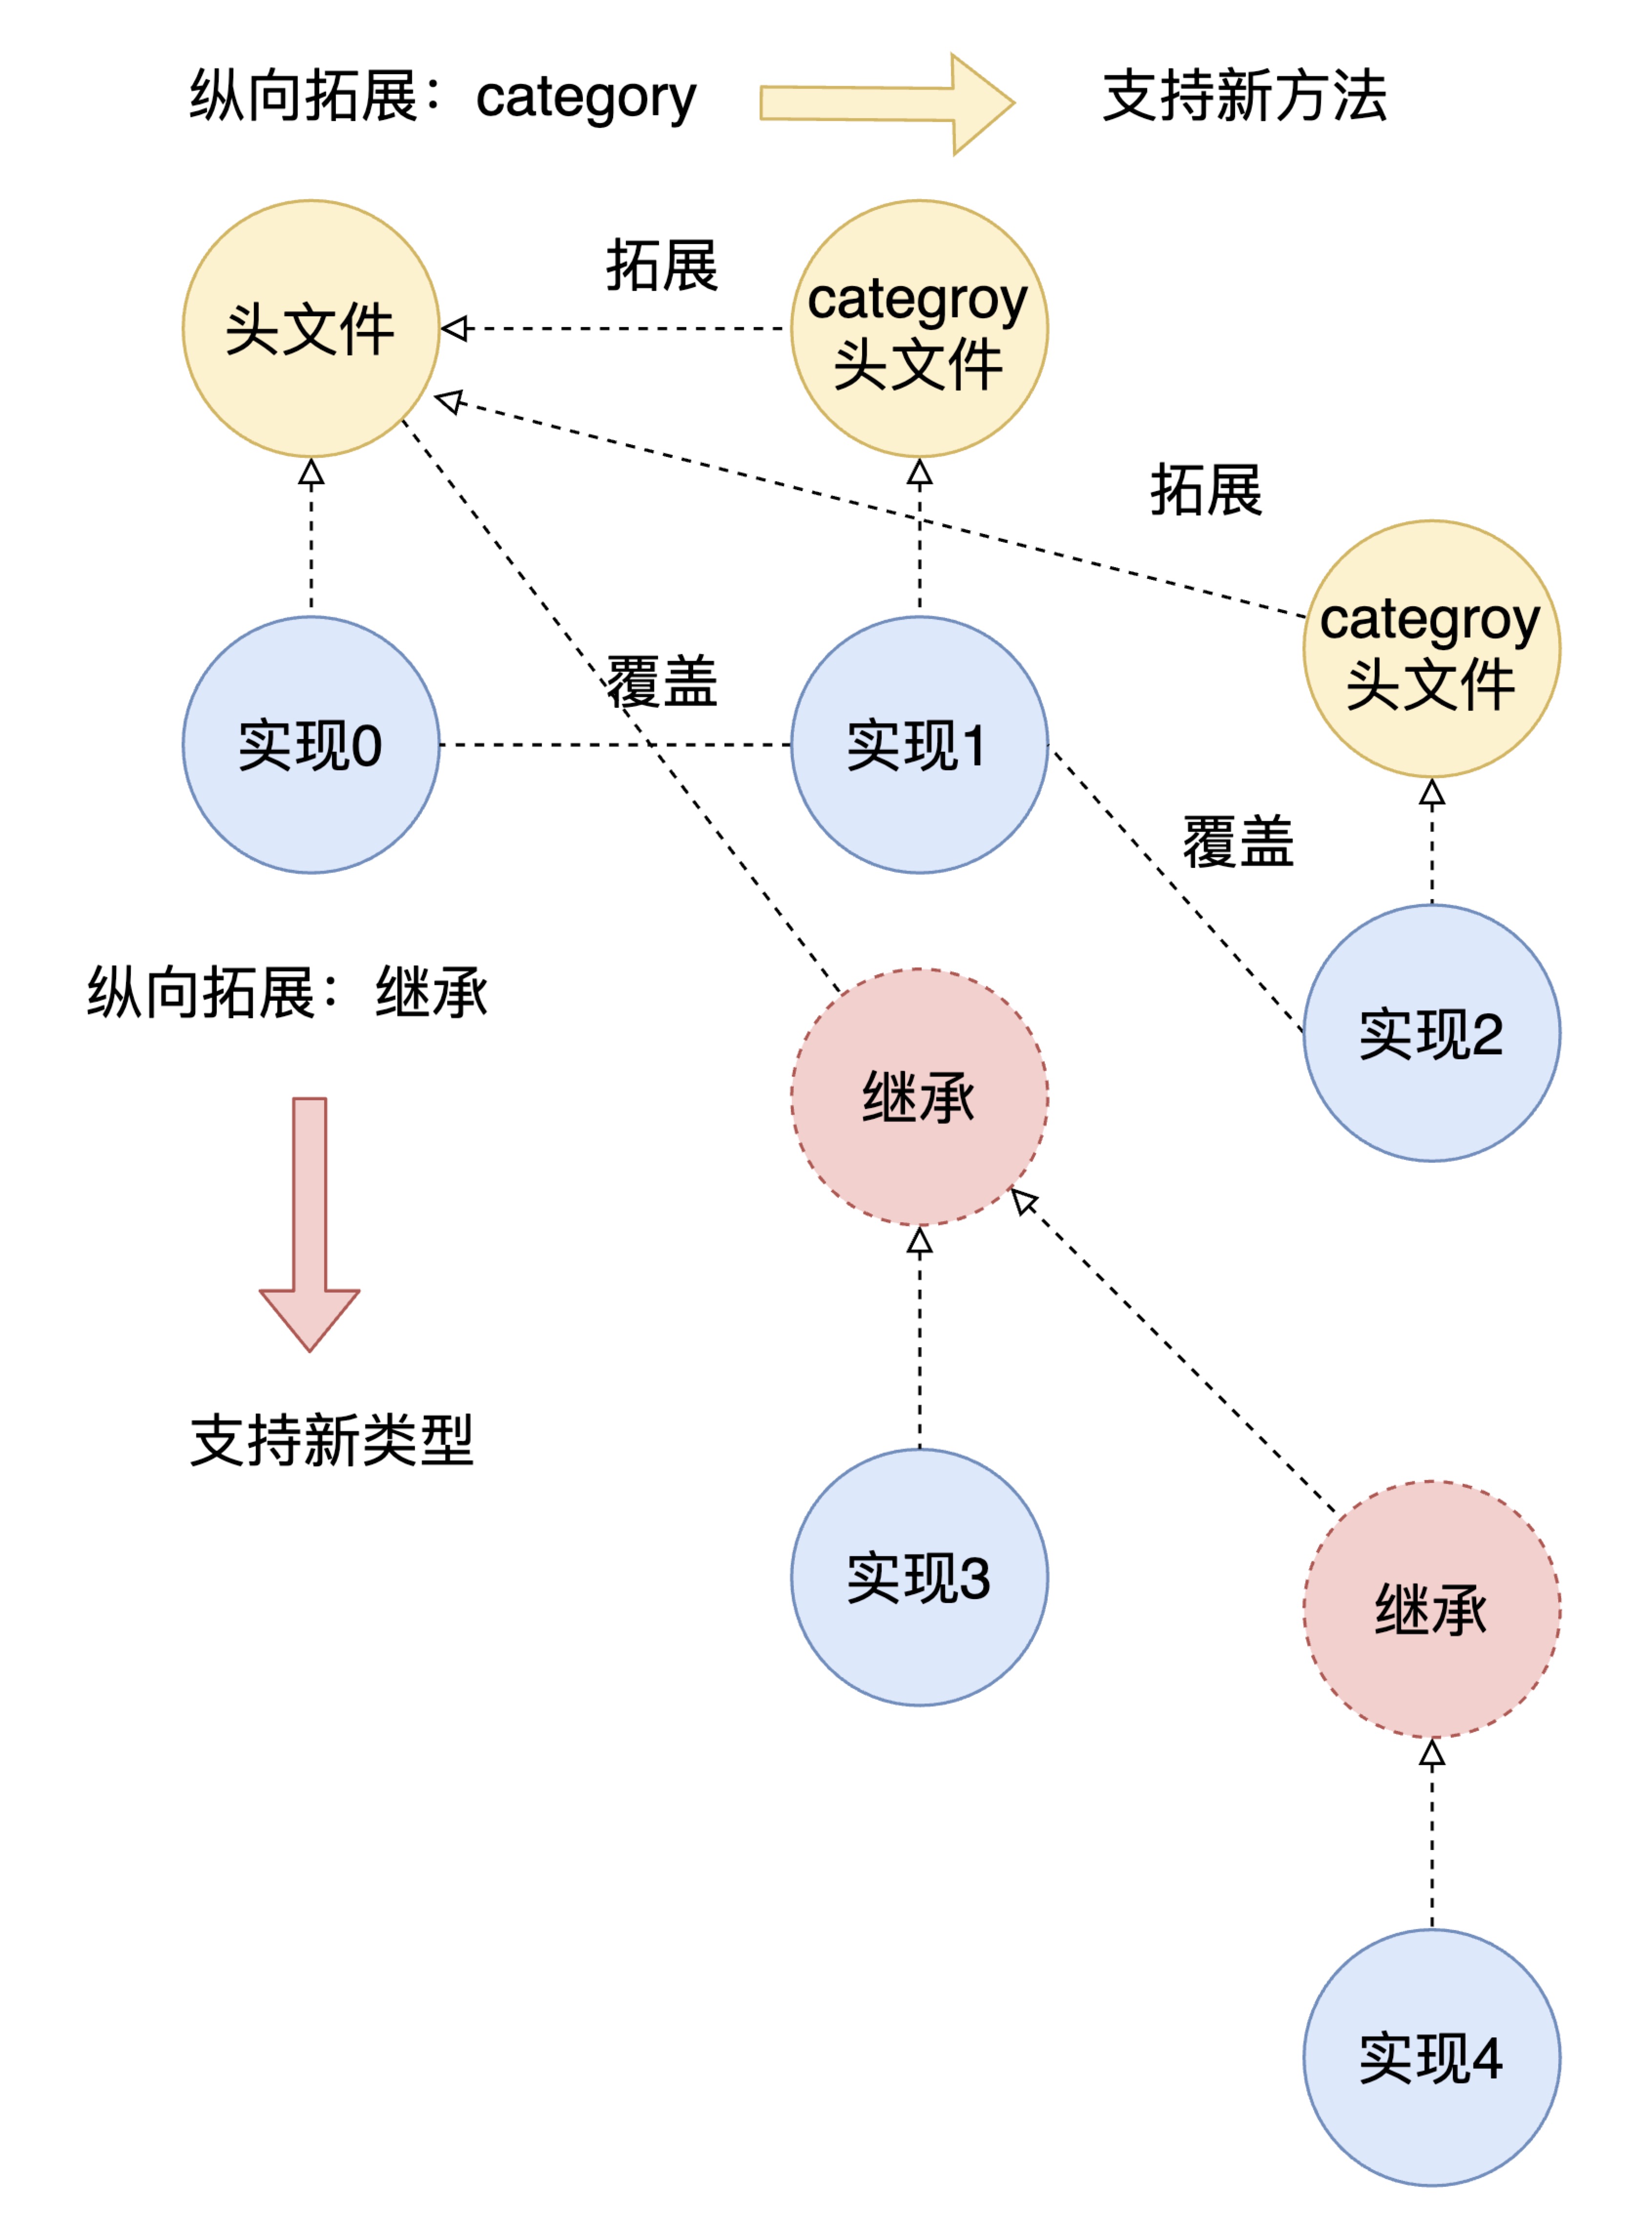 纵向拓展：category
支持新方法
头文件
拓展
categroy
头文件
拓展
categroy
头文件
覆盖
实现0
实现1
覆盖
纵向拓展：继承
实现2
继承
支持新类型
实现3
继承
实现4